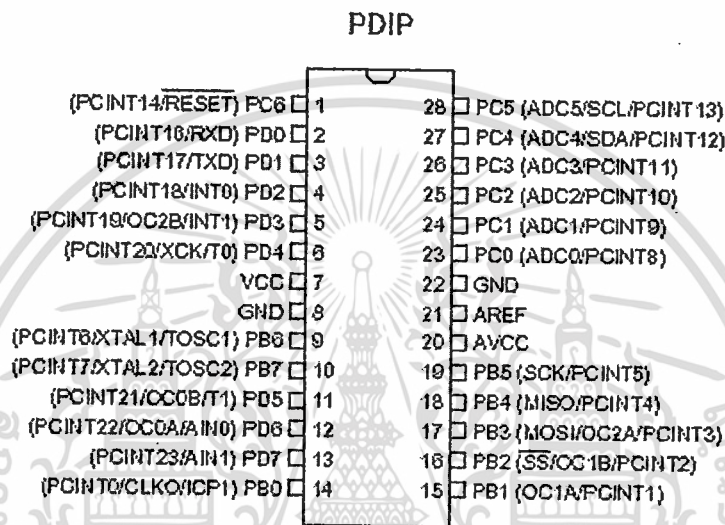 PDIP
(PCINT14/RESET) PC6 1
(PCINT16/RXD) PD0 2
(PCINT17/TXD) PD1 3
(PCINT18/INT0) PD2 4
(PCINT19/OC2B/INT1) PD3 5
(PCINT20/XCK/T0) PD4 6
VCC 7
GND 8
(PCINT6/XTAL1/TOSC1) PB6 9
(PCINT7/XTAL2/TOSC2) PB7 10
(PCINT21/OC0B/T1) PD5 11
(PCINT22/OC0A/AIN0) PD6 12
(PCINT23/AIN1) PD7 13
(PCINT0/CLKO/ICP1) PB0 14
28 PC5 (ADC5/SCL/PCINT13)
27 PC4 (ADC4/SDA/PCINT12)
26 PC3 (ADC3/PCINT11)
25 PC2 (ADC2/PCINT10)
24 PC1 (ADC1/PCINT9)
23 PC0 (ADC0/PCINT8)
22 GND
21 AREF
20 AVCC
19 PB5 (SCK/PCINT5)
18 PB4 (MISO/PCINT4)
17 PB3 (MOSI/OC2A/PCINT3)
16 PB2 (SS/OC1B/PCINT2)
15 PB1 (OC1A/PCINT1)